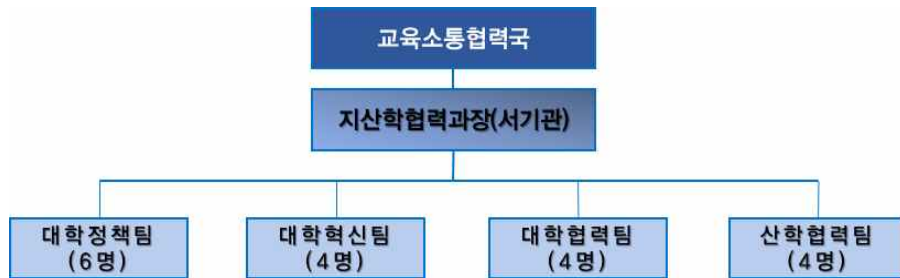 교육소통협력국
지산학협력과장(서기관)
대학정책팀
(6명)
대학혁신팀
(4명)
대학협력팀
(4명)
산학협력팀
(4명)